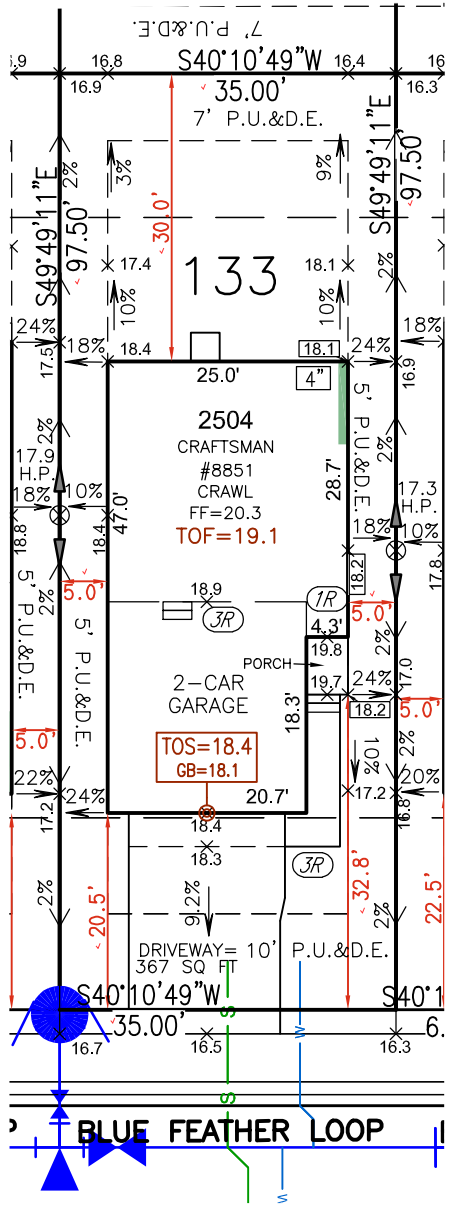 7' P.U.&D.E.
S40°10'49"W
5.9
16.8
16.4
16.9
35.00'
16.3
7' P.U.&D.E.
2%
3%
9%
S49°49'11"E
97.50'
S49°49'11"E
97.50'
30.0'
17.4
133
18.1
2%
10%
10%
24%
18%
18.4
18.1
24%
18%
17.5
25.0'
4"
16.9
2504
CRAFTSMAN
#8851
CRAWL
FF=20.3
TOF=19.1
2%
5' P.U.&D.E.
2%
28.7'
47.0'
17.9
H.P.
17.3
H.P.
18%
10%
18%
10%
18.8
18.4
18.2
17.8
5.0'
5.0'
2%
5' P.U.&D.E.
5' P.U.&D.E.
18.9
3R
1R
4.3'
19.8
2%
PORCH
19.7
24%
17.0
2-CAR
GARAGE
18.3'
18.2
5.0'
5.0'
TOS=18.4
GB=18.1
10%
2%
22%
24%
20.7'
17.2
20%
17.2
16.8
18.4
18.3
3R
20.5'
32.8'
22.5'
9.2%
2%
2%
DRIVEWAY=
367 SQ FT
10' P.U.&D.E.
S40°10'49"W
S40°1
35.00'
6.
16.7
16.5
16.3
S
W
S
BLUE FEATHER LOOP
W